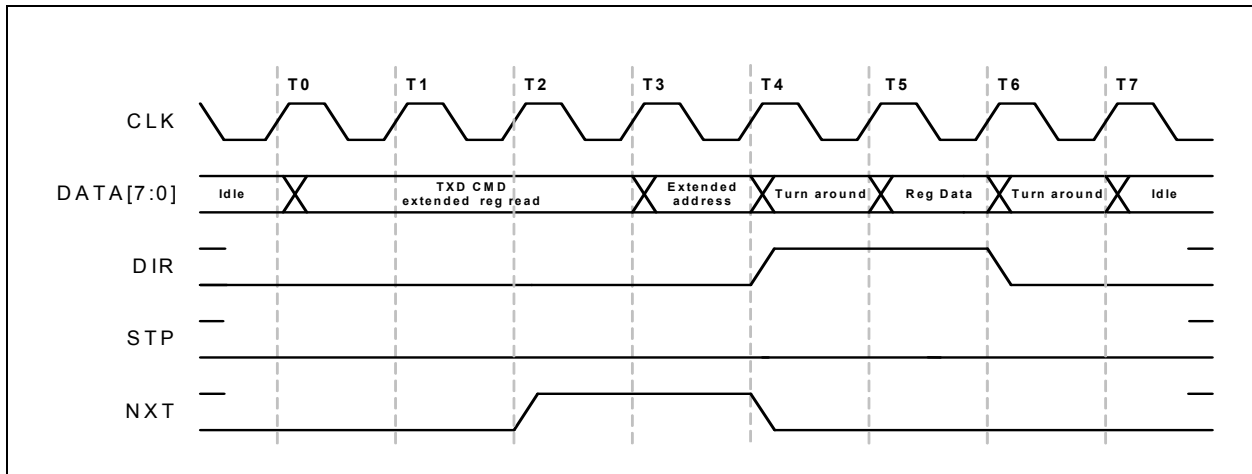 T0 T1 T2 T3 T4 T5 T6 T7
CLK
DATA[7:0]
Idle
TXD CMD
extended reg read
Extended
address
Turn around
Reg Data
Turn around
Idle
DIR
STP
NXT